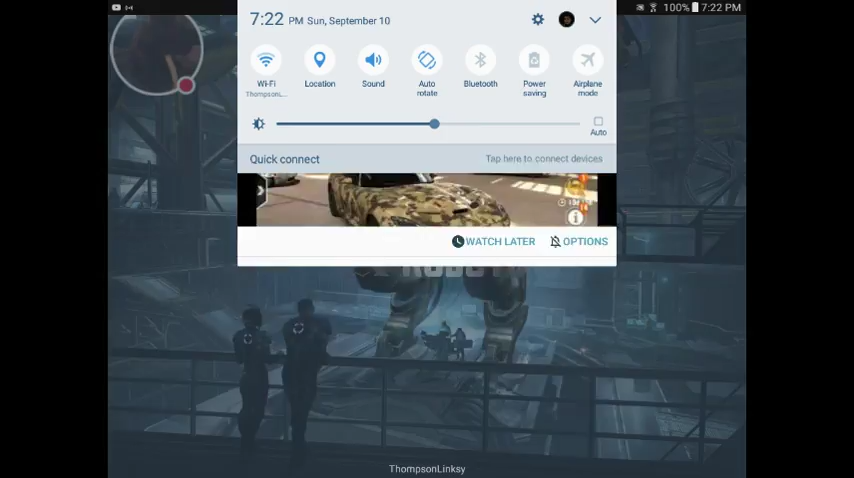 7:22 PM Sun, September 10
100% 7:22 PM
Wi-Fi
ThompsonL...
Location
Sound
Auto
rotate
Bluetooth
Power
saving
Airplane
mode
Auto
Quick connect
Tap here to connect devices
WATCH LATER
OPTIONS
ThompsonLinksy